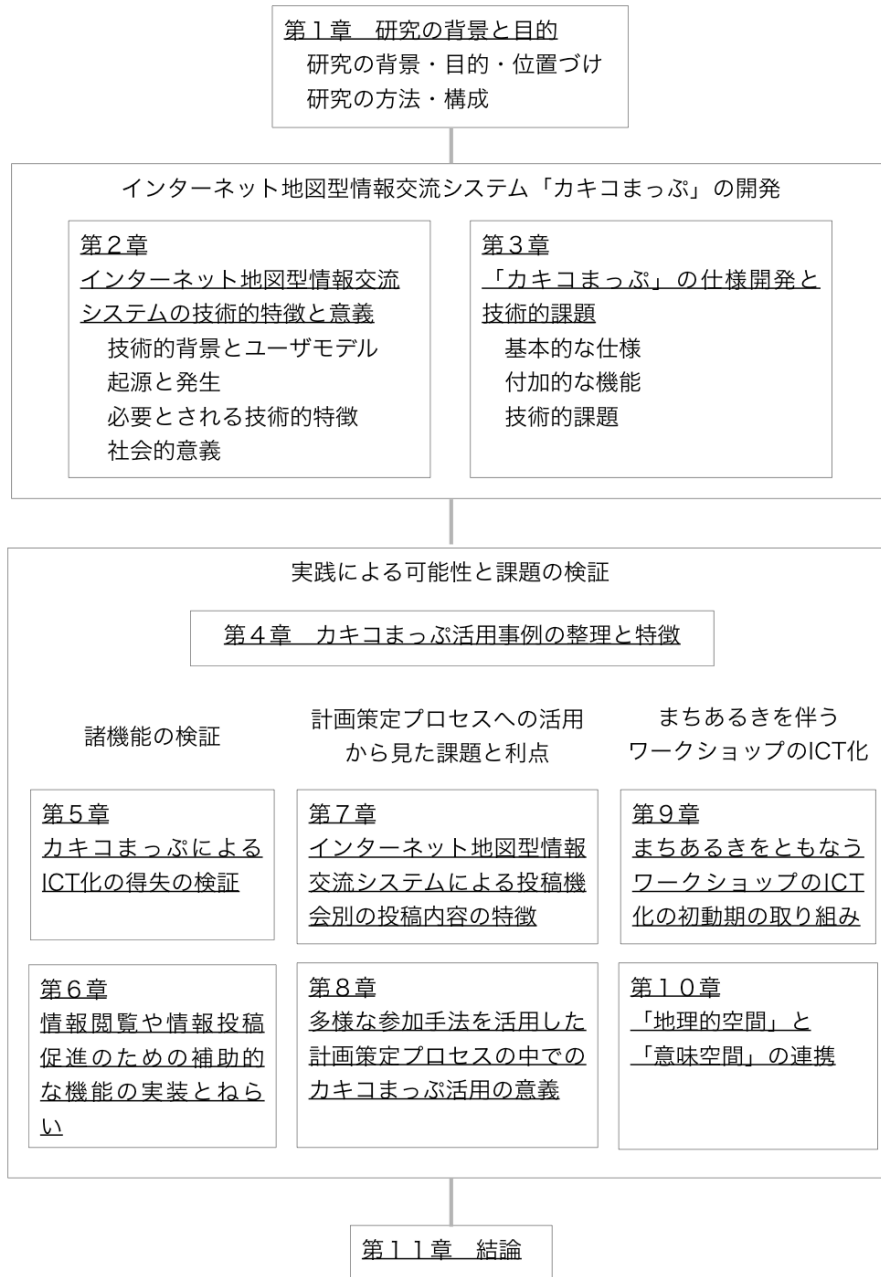 第１章　研究の背景と目的
研究の背景・目的・位置づけ
研究の方法・構成
インターネット地図型情報交流システム「カキコまっぷ」の開発
第２章
インターネット地図型情報交流
システムの技術的特徴と意義
技術的背景とユーザモデル
起源と発生
必要とされる技術的特徴
社会的意義
第３章
「カキコまっぷ」の仕様開発と
技術的課題
基本的な仕様
付加的な機能
技術的課題
実践による可能性と課題の検証
第４章　カキコまっぷ活用事例の整理と特徴
諸機能の検証
第５章
カキコまっぷによる
ICT化の得失の検証
第６章
情報閲覧や情報投稿
促進のための補助的
な機能の実装とねら
い
計画策定プロセスへの活用
から見た課題と利点
第７章
インターネット地図型情報
交流システムによる投稿機
会別の投稿内容の特徴
第８章
多様な参加手法を活用した
計画策定プロセスの中での
カキコまっぷ活用の意義
まちあるきを伴う
ワークショップのICT化
第９章
まちあるきをともなう
ワークショップのICT
化の初動期の取り組み
第１０章
「地理的空間」と
「意味空間」の連携
第１１章　結論